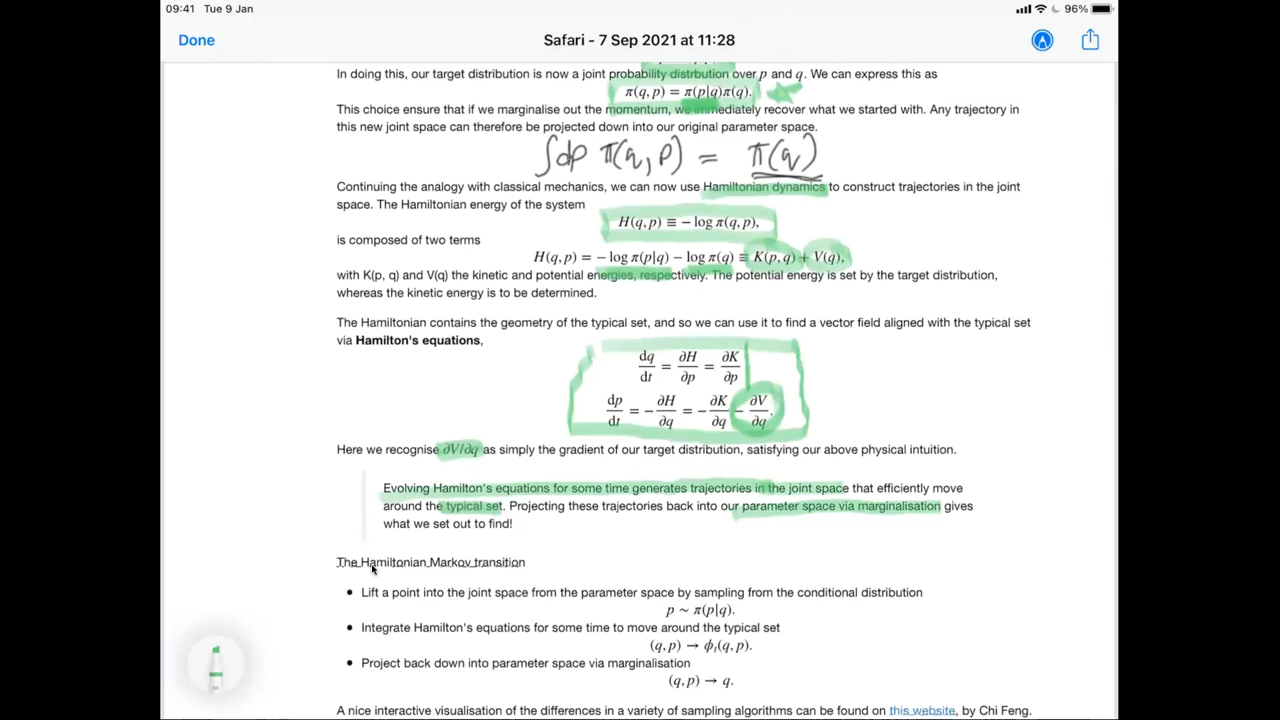 09:41 Tue 9 Jan 96%
Done Safari - 7 Sep 2021 at 11:28
In doing this, our target distribution is now a joint probability distrbution over p and q. We can express this as
π(q, p) = π(p|q)π(q).
This choice ensure that if we marginalise out the momentum, we immediately recover what we started with. Any trajectory in
this new joint space can therefore be projected down into our original parameter space.
∫dp π(q, p) = π(q)
Continuing the analogy with classical mechanics, we can now use Hamiltonian dynamics to construct trajectories in the joint
space. The Hamiltonian energy of the system
H(q, p) ≡ − log π(q, p),
is composed of two terms
H(q, p) = − log π(p|q) − log π(q) ≡ K(p, q) + V(q),
with K(p, q) and V(q) the kinetic and potential energies, respectively. The potential energy is set by the target distribution,
whereas the kinetic energy is to be determined.
The Hamiltonian contains the geometry of the typical set, and so we can use it to find a vector field aligned with the typical set
via Hamilton's equations,
dq/dt = ∂H/∂p = ∂K/∂p
dp/dt = −∂H/∂q = −∂K/∂q − ∂V/∂q.
Here we recognise ∂V/∂q as simply the gradient of our target distribution, satisfying our above physical intuition.
Evolving Hamilton's equations for some time generates trajectories in the joint space that efficiently move
around the typical set. Projecting these trajectories back into our parameter space via marginalisation gives
what we set out to find!
The Hamiltonian Markov transition
• Lift a point into the joint space from the parameter space by sampling from the conditional distribution
p ∼ π(p|q).
• Integrate Hamilton's equations for some time to move around the typical set
(q, p) → ϕt(q, p).
• Project back down into parameter space via marginalisation
(q, p) → q.
A nice interactive visualisation of the differences in a variety of sampling algorithms can be found on this website, by Chi Feng.